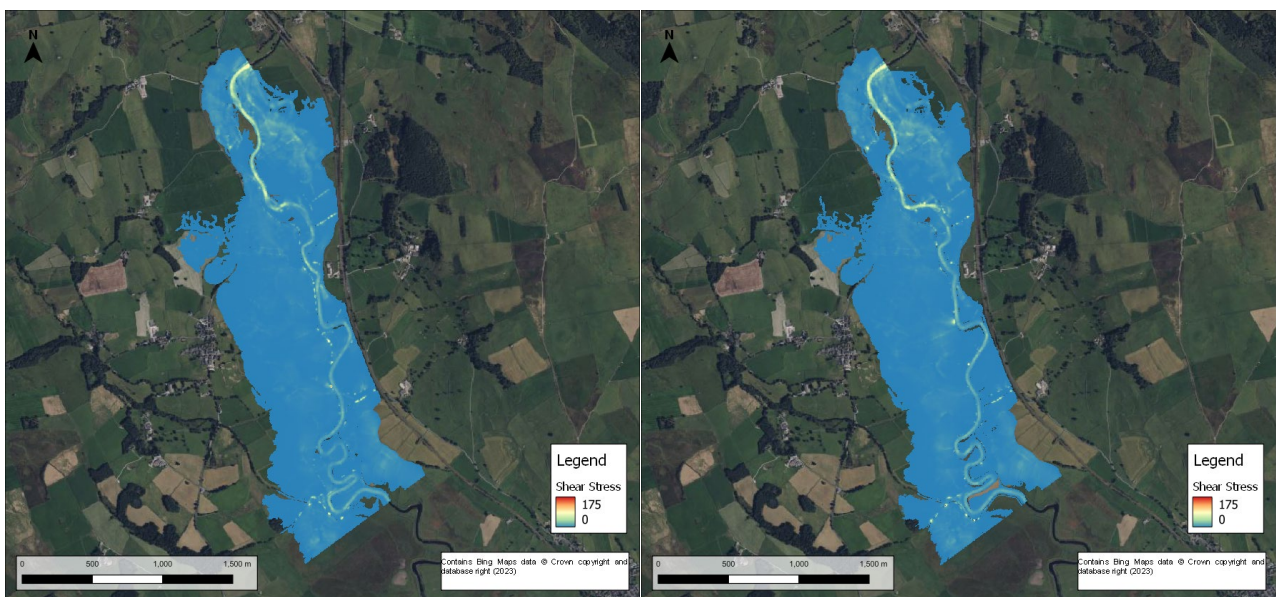 N
Legend
Shear Stress
175
0
0 500 1,000 1,500 m
Contains Bing Maps data © Crown copyright and
database right (2023)
N
Legend
Shear Stress
175
0
0 500 1,000 1,500 m
Contains Bing Maps data © Crown copyright and
database right (2023)